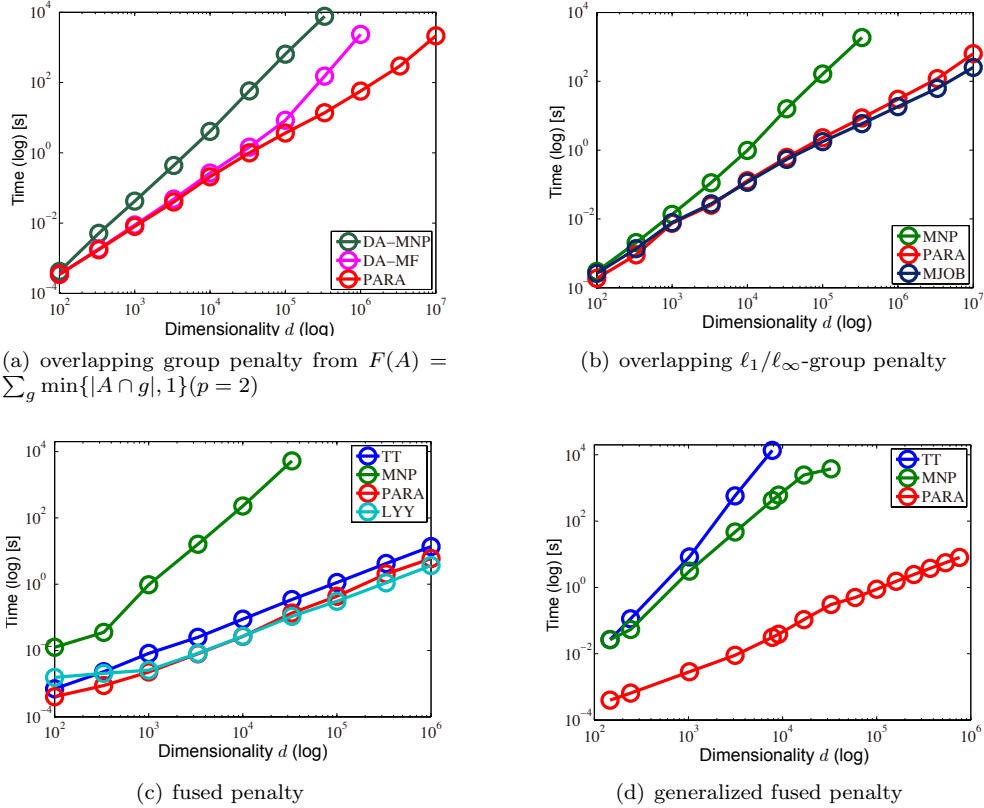 10^4
10^2
10^0
10^-2
10^-4
Time (log) [s]
DA-MNP
DA-MF
PARA
10^2 10^3 10^4 10^5 10^6 10^7
Dimensionality d (log)
(a) overlapping group penalty from F(A) =
∑_g min{|A ∩ g|, 1}(p = 2)
10^4
10^2
10^0
10^-2
10^-4
Time (log) [s]
MNP
PARA
MJOB
10^2 10^3 10^4 10^5 10^6 10^7
Dimensionality d (log)
(b) overlapping ℓ1/ℓ∞-group penalty
10^4
10^2
10^0
10^-2
10^-4
Time (log) [s]
TT
MNP
PARA
LYY
10^2 10^3 10^4 10^5 10^6
Dimensionality d (log)
(c) fused penalty
10^4
10^2
10^0
10^-2
10^-4
Time (log) [s]
TT
MNP
PARA
10^2 10^3 10^4 10^5 10^6
Dimensionality d (log)
(d) generalized fused penalty